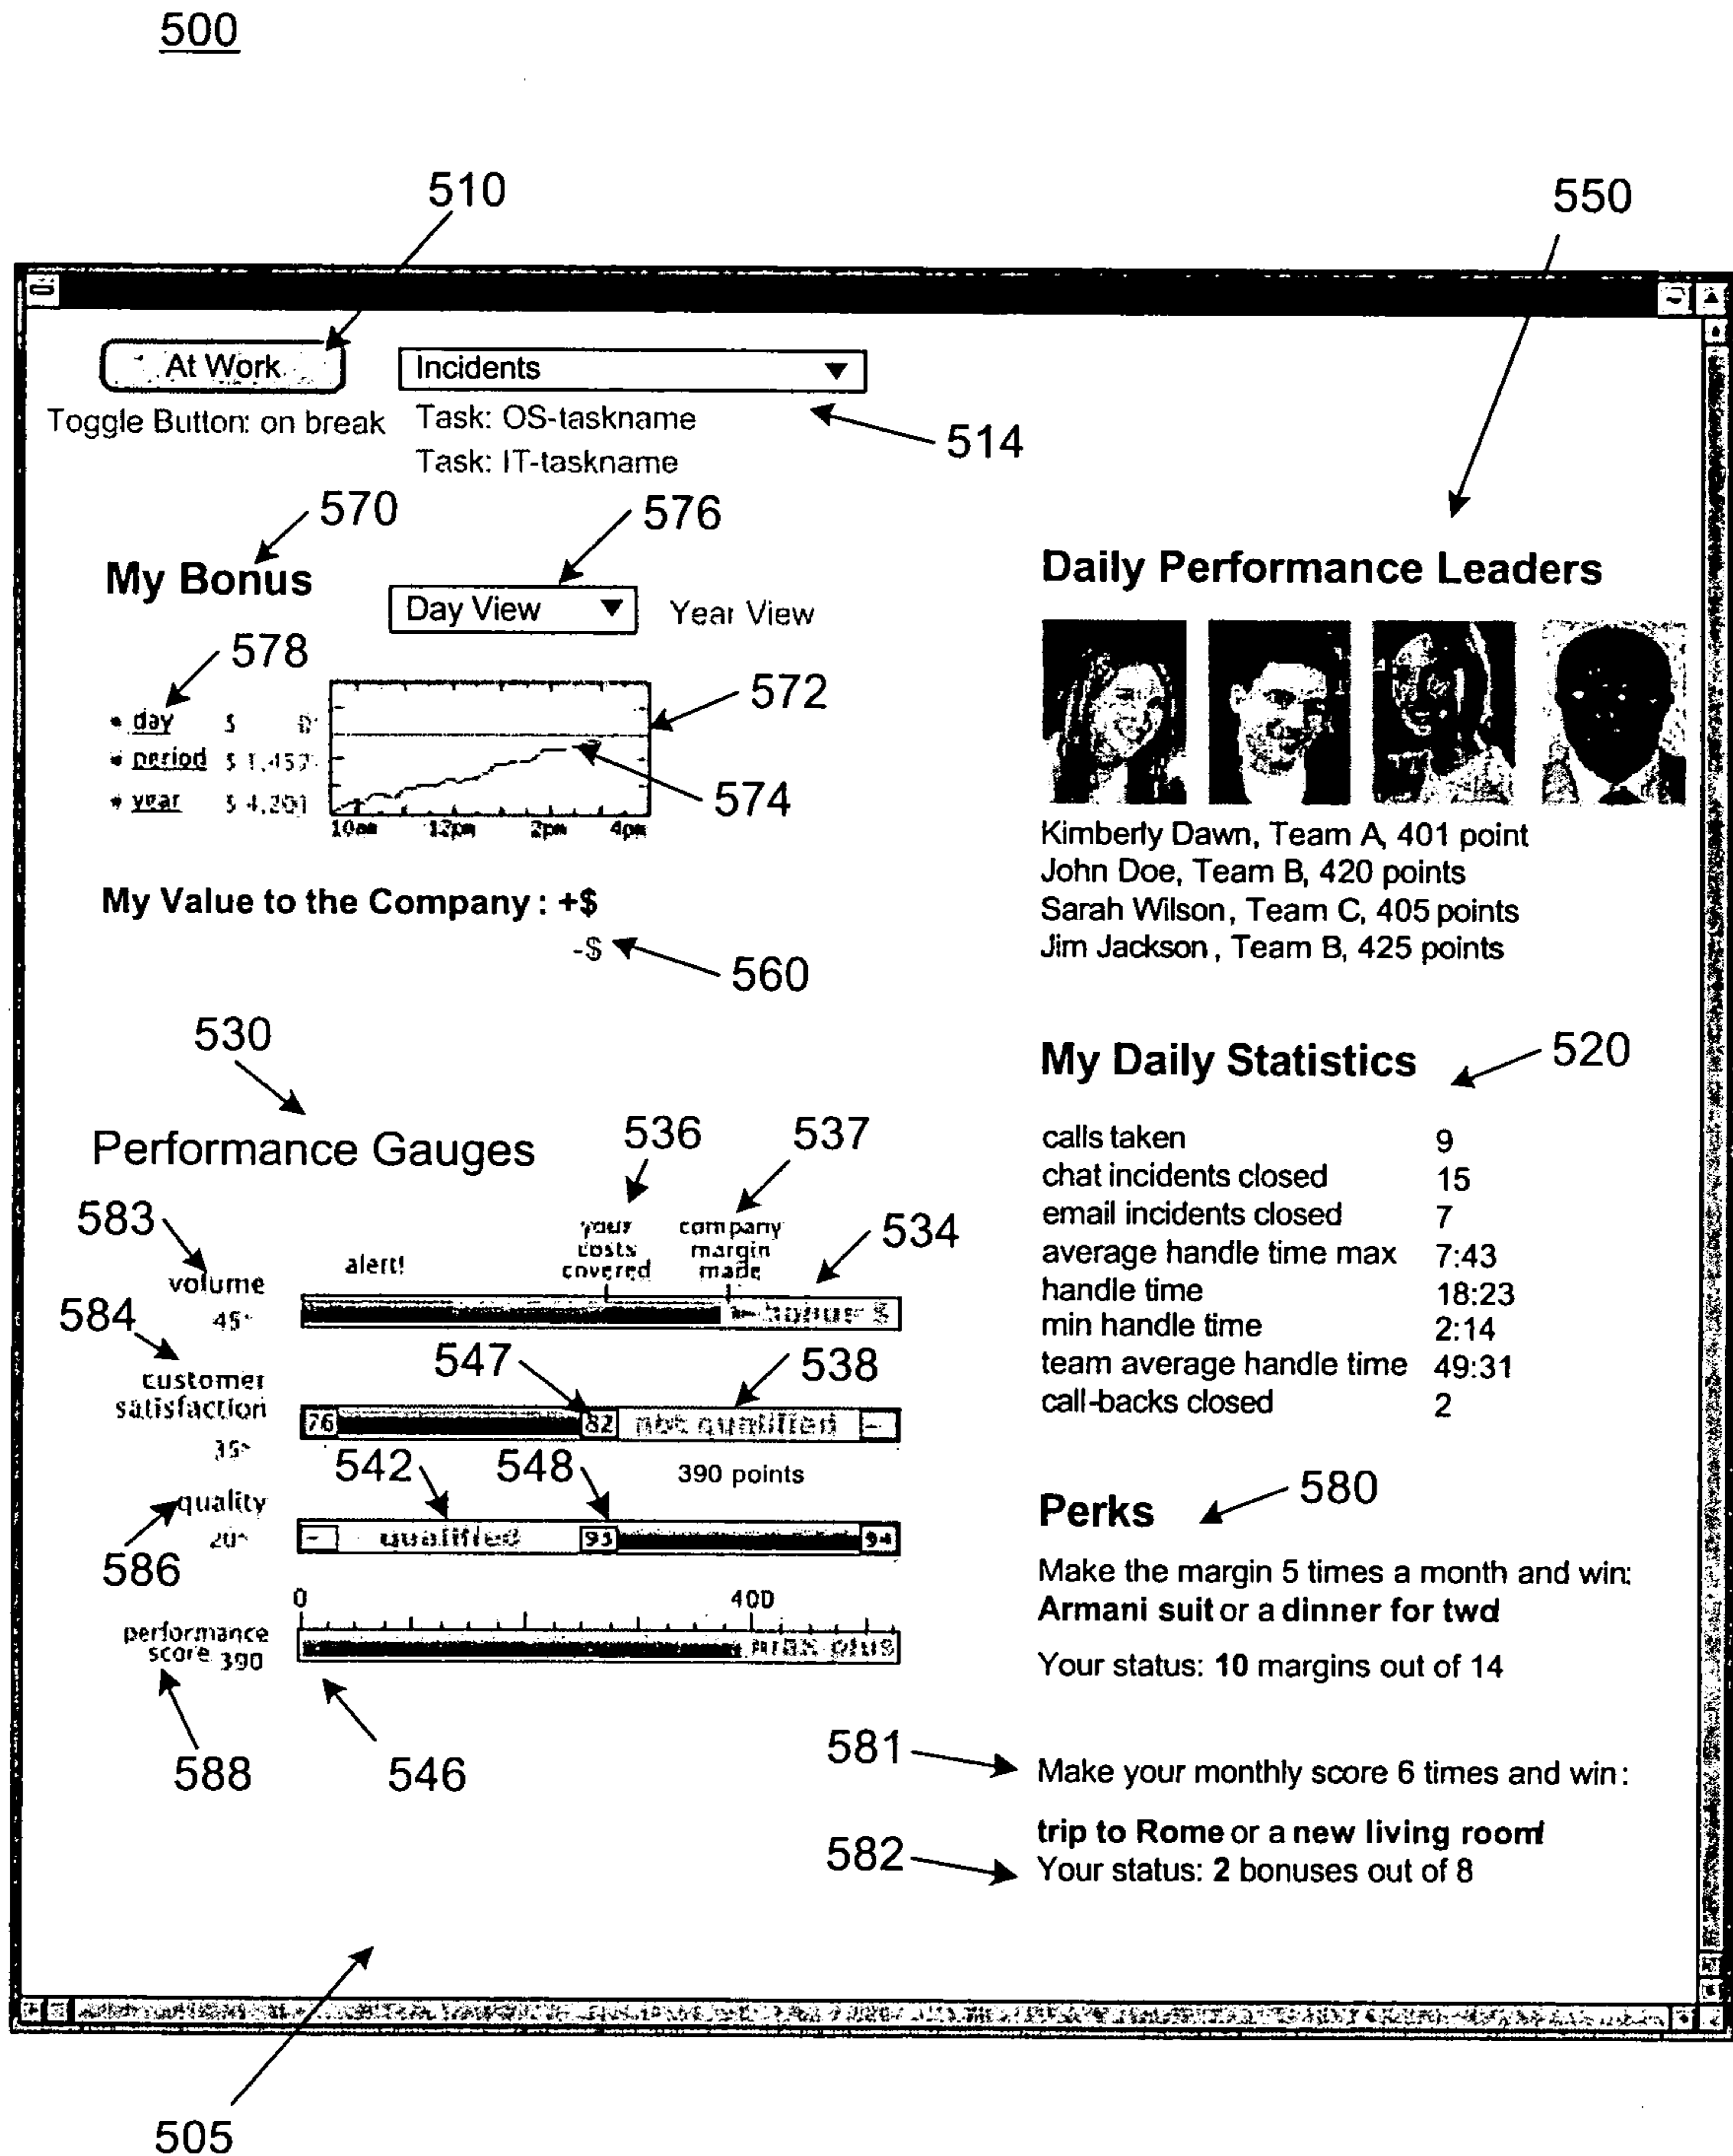 500
510
550
At Work
Incidents
Toggle Button: on break
Task: OS-taskname
Task: IT-taskname
514
570
576
My Bonus
Day View
Year View
578
572
day $
period $ 1,45
year $ 4,201
574
10am 12pm 2pm 4pm
My Value to the Company: +$
-$
560
Daily Performance Leaders
Kimberly Dawn, Team A, 401 point
John Doe, Team B, 420 points
Sarah Wilson, Team C, 405 points
Jim Jackson, Team B, 425 points
530
Performance Gauges
536
537
583
your costs covered
company margin made
534
alert!
volume
45
bonus $
584
547
538
customer satisfaction
35
76
82
not qualified
-
542
548
390 points
quality
20
-
qualified
93
94
586
0
400
performance score 390
max plus
588
546
My Daily Statistics
520
calls taken 9
chat incidents closed 15
email incidents closed 7
average handle time max 7:43
handle time 18:23
min handle time 2:14
team average handle time 49:31
call-backs closed 2
Perks
580
Make the margin 5 times a month and win:
Armani suit or a dinner for two
Your status: 10 margins out of 14
581
Make your monthly score 6 times and win:
trip to Rome or a new living room
582
Your status: 2 bonuses out of 8
505